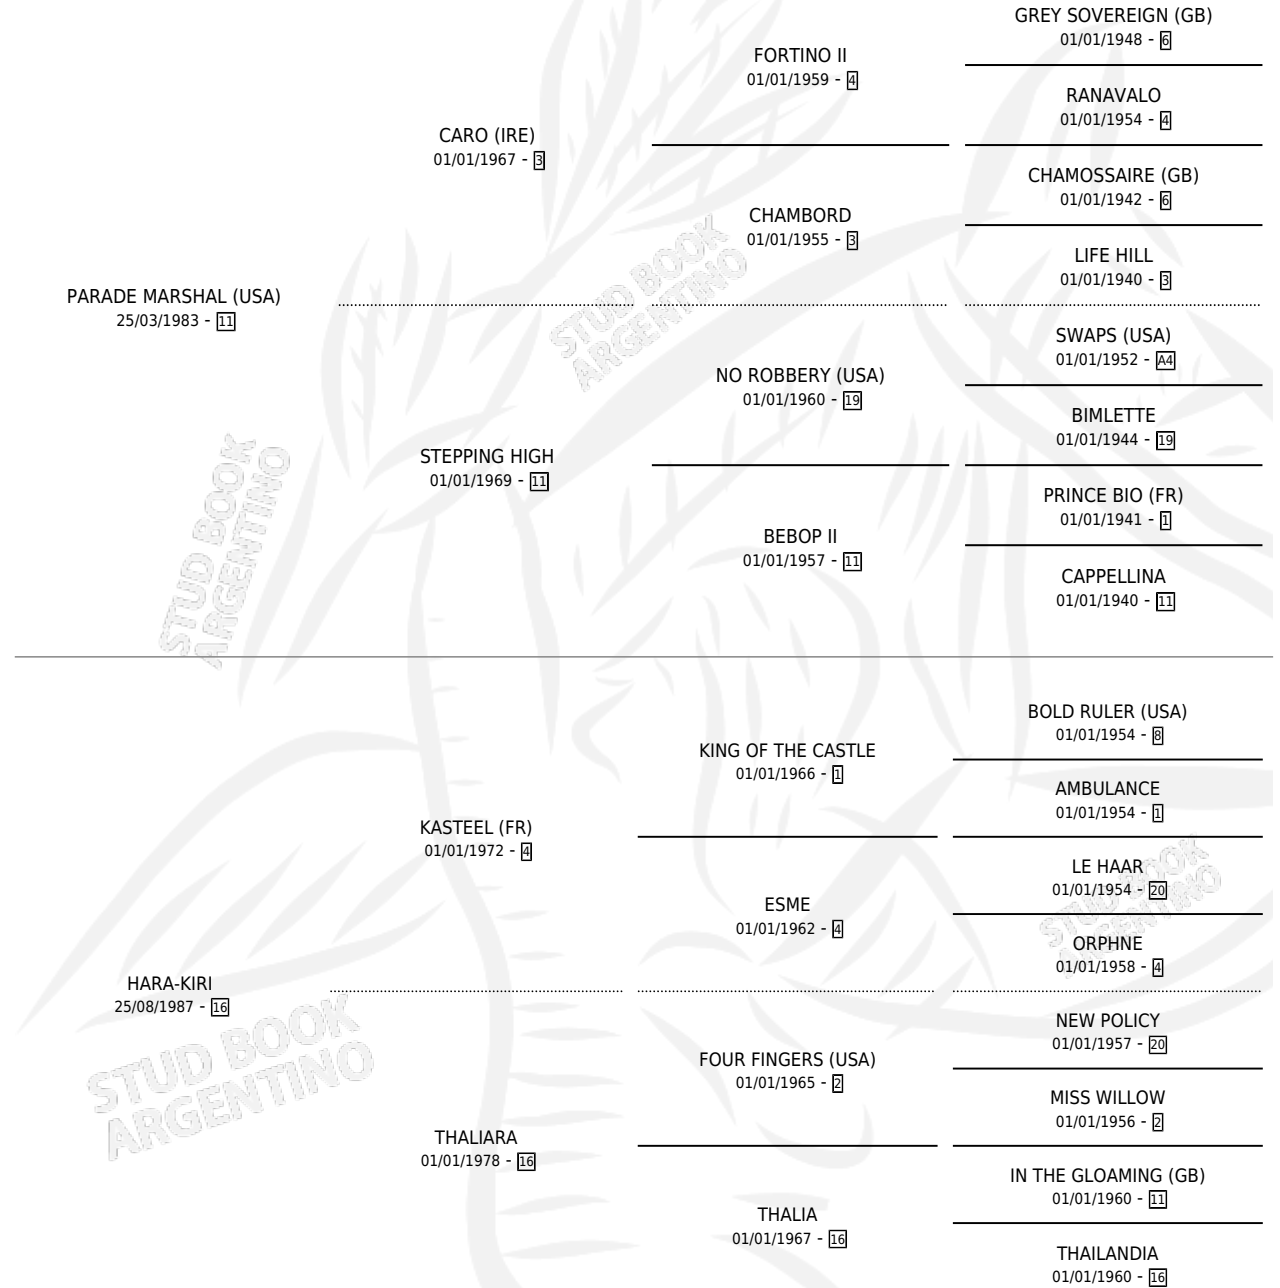 GREY SOVEREIGN (GB)
01/01/1948 - 6
FORTINO II
01/01/1959 - 4
RANAVALO
01/01/1954 - 4
CARO (IRE)
01/01/1967 - 3
CHAMOSSAIRE (GB)
01/01/1942 - 6
CHAMBORD
01/01/1955 - 3
LIFE HILL
01/01/1940 - 3
PARADE MARSHAL (USA)
25/03/1983 - 11
STUD BOOK
ARGENTINO
SWAPS (USA)
01/01/1952 - A4
NO ROBBERY (USA)
01/01/1960 - 19
BIMLETTE
01/01/1944 - 19
STEPPING HIGH
01/01/1969 - 11
PRINCE BIO (FR)
01/01/1941 - 1
BEBOP II
01/01/1957 - 11
CAPPELLINA
01/01/1940 - 11
STUD BOOK
ARGENTINO
BOLD RULER (USA)
01/01/1954 - 8
KING OF THE CASTLE
01/01/1966 - 1
AMBULANCE
01/01/1954 - 1
KASTEEL (FR)
01/01/1972 - 4
LE HAAR
01/01/1954 - 20
ESME
01/01/1962 - 4
ORPHNE
01/01/1958 - 4
STUD BOOK
ARGENTINO
HARA-KIRI
25/08/1987 - 16
NEW POLICY
01/01/1957 - 20
FOUR FINGERS (USA)
01/01/1965 - 2
MISS WILLOW
01/01/1956 - 2
STUD BOOK
ARGENTINO
THALIARA
01/01/1978 - 16
IN THE GLOAMING (GB)
01/01/1960 - 11
THALIA
01/01/1967 - 16
THAILANDIA
01/01/1960 - 16